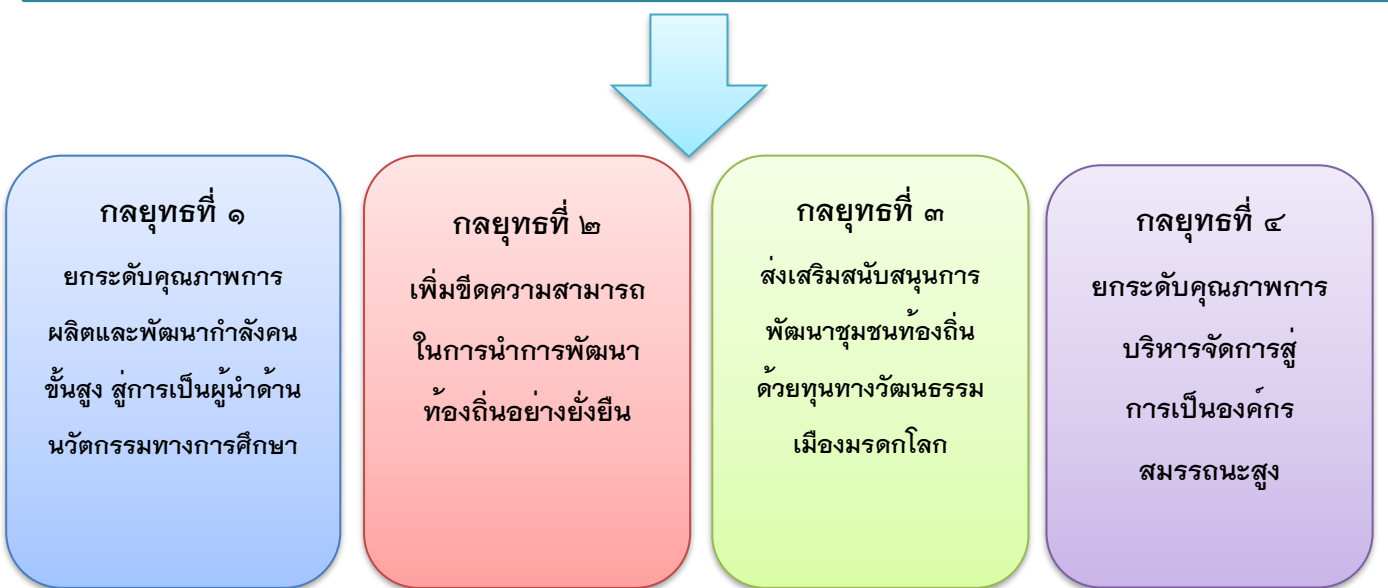 กลยุทธที่ ๑
ยกระดับคุณภาพการ
ผลิตและพัฒนากำลังคน
ขั้นสูง สู่การเป็นผู้นำด้าน
นวัตกรรมทางการศึกษา
กลยุทธที่ ๒
เพิ่มขีดความสามารถ
ในการนำการพัฒนา
ท้องถิ่นอย่างยั่งยืน
กลยุทธที่ ๓
ส่งเสริมสนับสนุนการ
พัฒนาชุมชนท้องถิ่น
ด้วยทุนทางวัฒนธรรม
เมืองมรดกโลก
กลยุทธที่ ๔
ยกระดับคุณภาพการ
บริหารจัดการสู่
การเป็นองค์กร
สมรรถนะสูง